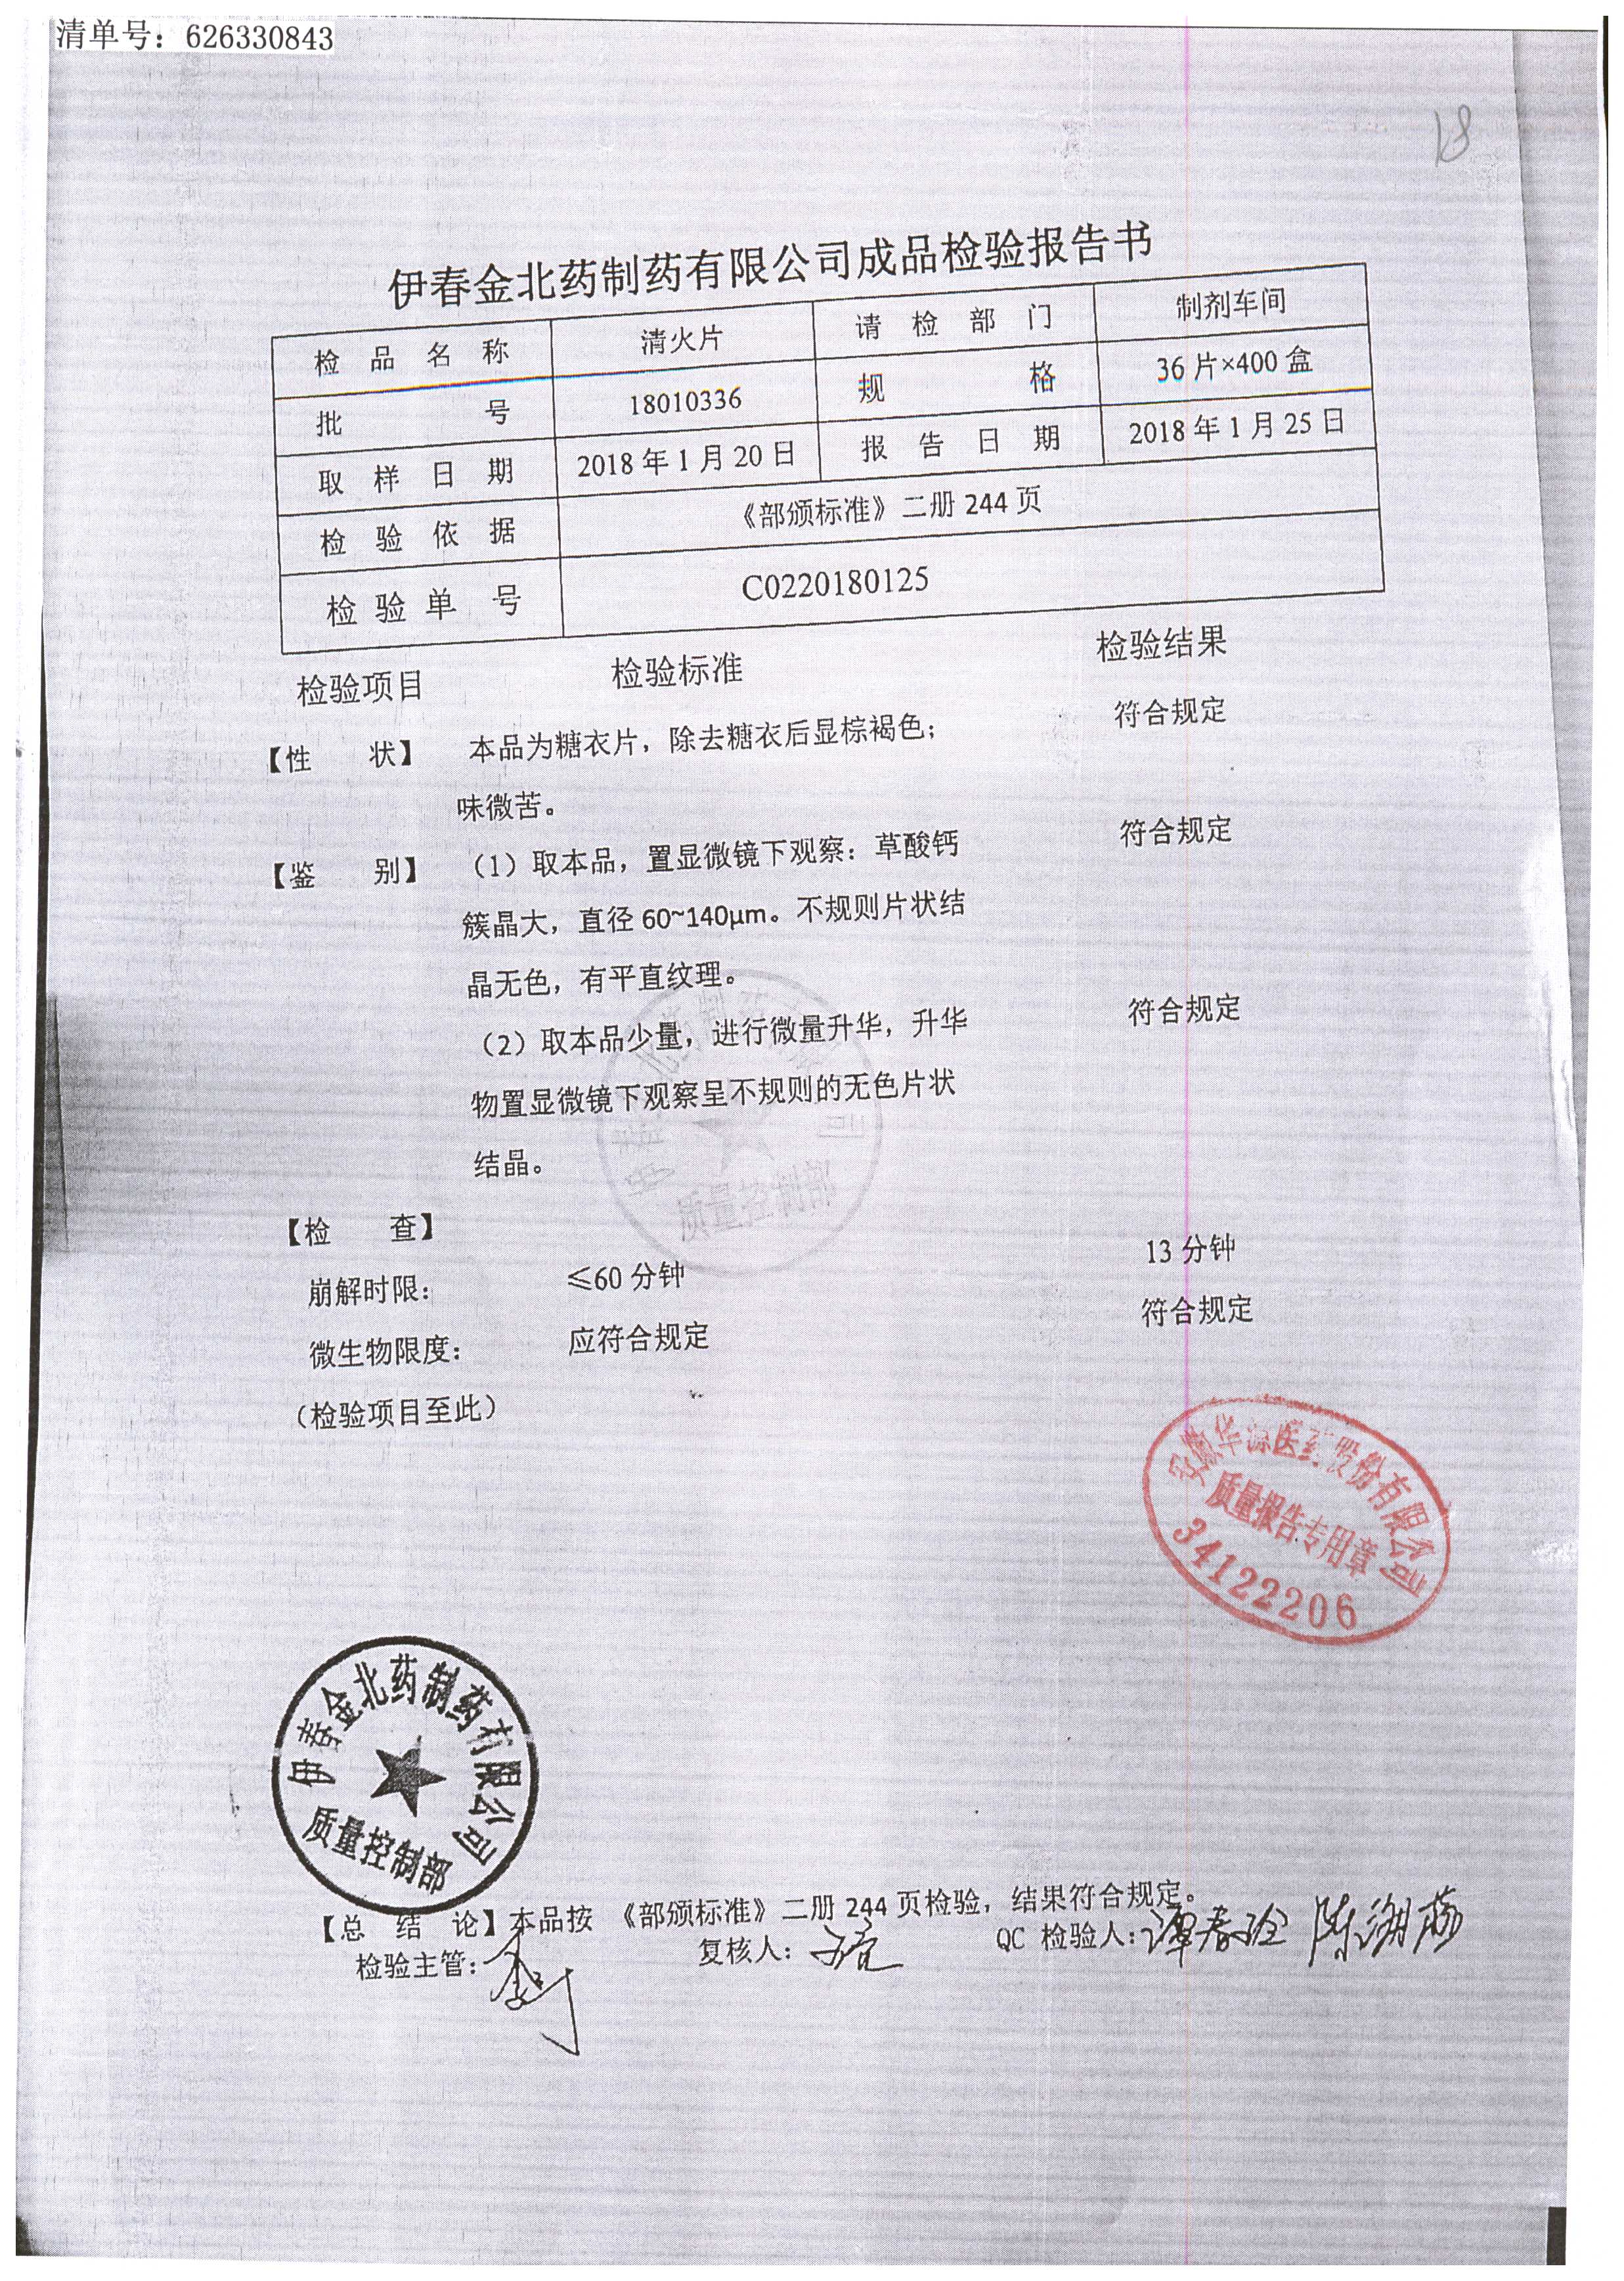 清单号：626330843
18
伊春金北药制药有限公司成品检验报告书
检品名称 清火片 请检部门 制剂车间
批号 18010336 规格 36片×400盒
取样日期 2018年1月20日 报告日期 2018年1月25日
检验依据 《部颁标准》二册244页
检验单号 C0220180125
检验项目 检验标准 检验结果
【性状】 本品为糖衣片，除去糖衣后显棕褐色； 符合规定
味微苦。
【鉴别】 （1）取本品，置显微镜下观察：草酸钙 符合规定
簇晶大，直径60~140μm。不规则片状结
晶无色，有平直纹理。
（2）取本品少量，进行微量升华，升华 符合规定
物置显微镜下观察呈不规则的无色片状
结晶。
质量控制部
【检查】
崩解时限： ≤60分钟 13分钟
微生物限度： 应符合规定 符合规定
（检验项目至此）
安徽华源医药股份有限公司
质量报告专用章
34122206
伊春金北药制药有限公司
质量控制部
【总结论】本品按《部颁标准》二册244页检验，结果符合规定。
检验主管： 复核人： QC 检验人：